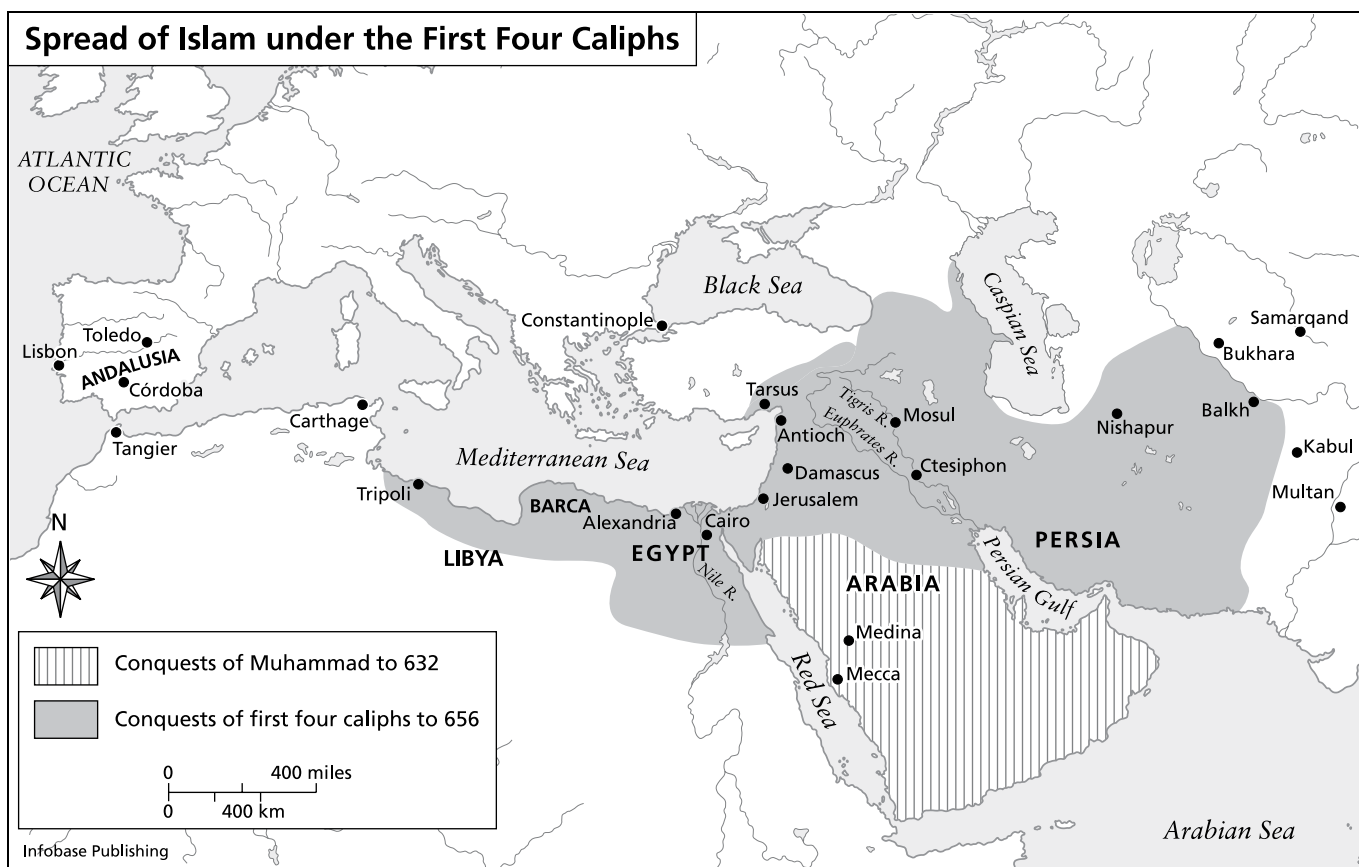 Spread of Islam under the First Four Caliphs
ATLANTIC
OCEAN
Black Sea
Caspian Sea
Constantinople
Samarqand
Bukhara
Toledo
Lisbon
ANDALUSIA
Córdoba
Tarsus
Tigris R.
Mosul
Balkh
Carthage
Nishapur
Antioch
Euphrates R.
Tangier
Kabul
Mediterranean Sea
Damascus
Ctesiphon
Tripoli
Jerusalem
Multan
BARCA
Alexandria
Cairo
N
LIBYA
EGYPT
PERSIA
Nile R.
Persian Gulf
ARABIA
Medina
Mecca
Red Sea
Conquests of Muhammad to 632
Conquests of first four caliphs to 656
0 400 miles
0 400 km
Arabian Sea
Infobase Publishing